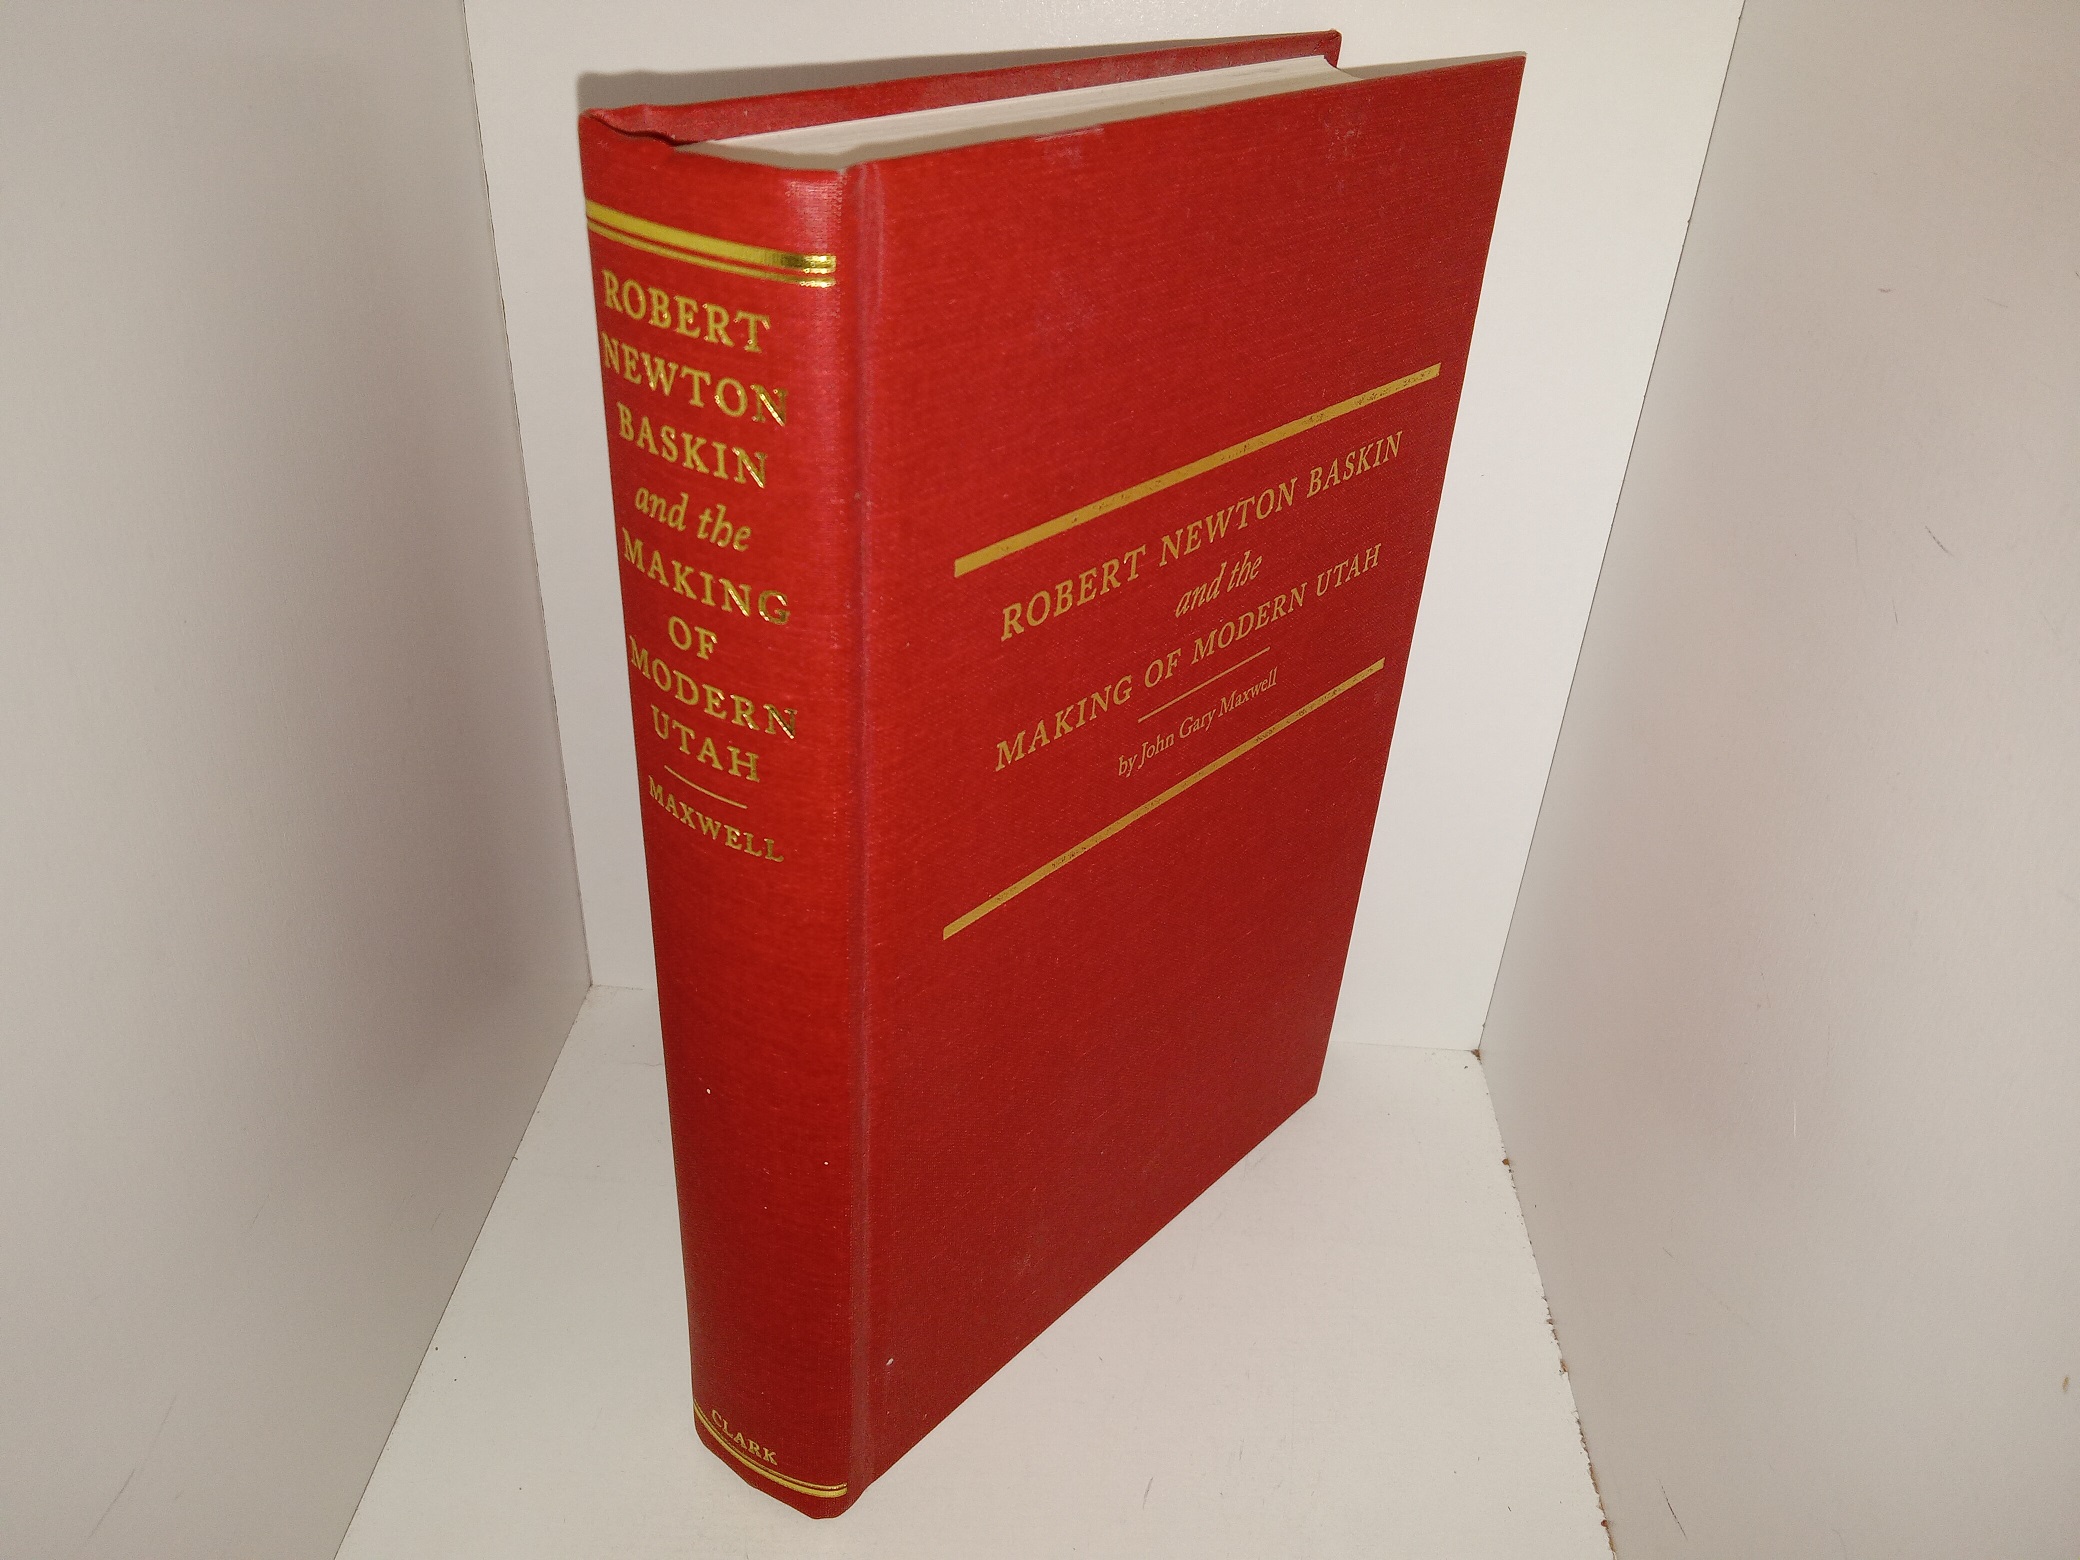 ROBERT
NEWTON
BASKIN
and the
MAKING
OF
MODERN
UTAH
MAXWELL
CLARK
ROBERT NEWTON BASKIN
and the
MAKING OF MODERN UTAH
by John Gary Maxwell